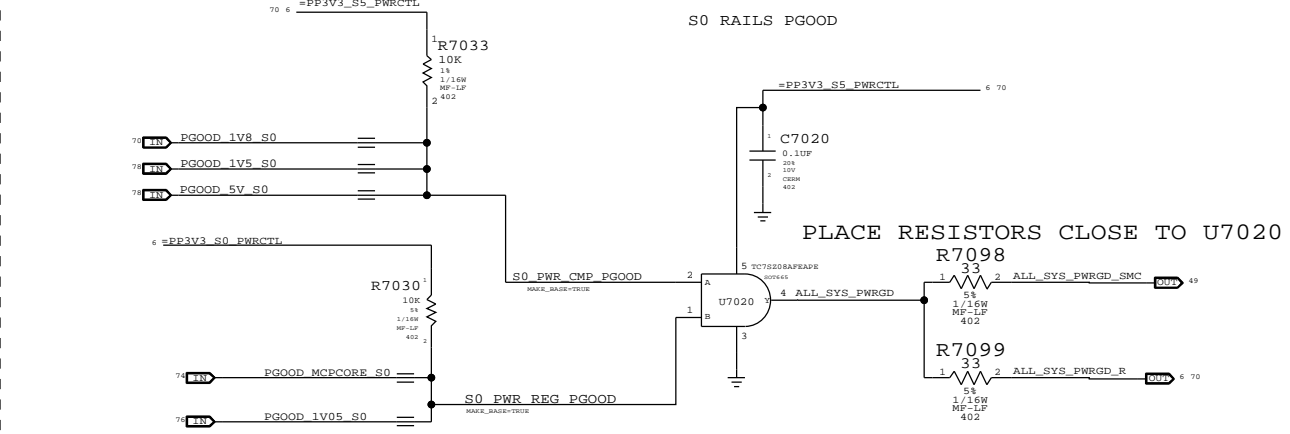 =PP3V3_S5_PWRCTL
70 6
S0 RAILS PGOOD
1
R7033
10K
1%
1/16W
MF-LF
402
2
=PP3V3_S5_PWRCTL
6 70
70 IN PGOOD_1V8_S0
78 IN PGOOD_1V5_S0
78 IN PGOOD_5V_S0
1
C7020
0.1UF
20%
10V
CERM
402
2
PLACE RESISTORS CLOSE TO U7020
6 =PP3V3_S0_PWRCTL
R7030
1
10K
5%
1/16W
MF-LF
402
2
S0_PWR_CMP_PGOOD
MAKE_BASE=TRUE
5 TC7SZ08AFEAPE
SOT665
2
A
U7020
Y
4 ALL_SYS_PWRGD
1
B
3
R7098
33
1 2 ALL_SYS_PWRGD_SMC OUT 49
5%
1/16W
MF-LF
402
R7099
33
1 2 ALL_SYS_PWRGD_R OUT 6 70
5%
1/16W
MF-LF
402
74 IN PGOOD_MCPCORE_S0
S0_PWR_REG_PGOOD
MAKE_BASE=TRUE
76 IN PGOOD_1V05_S0